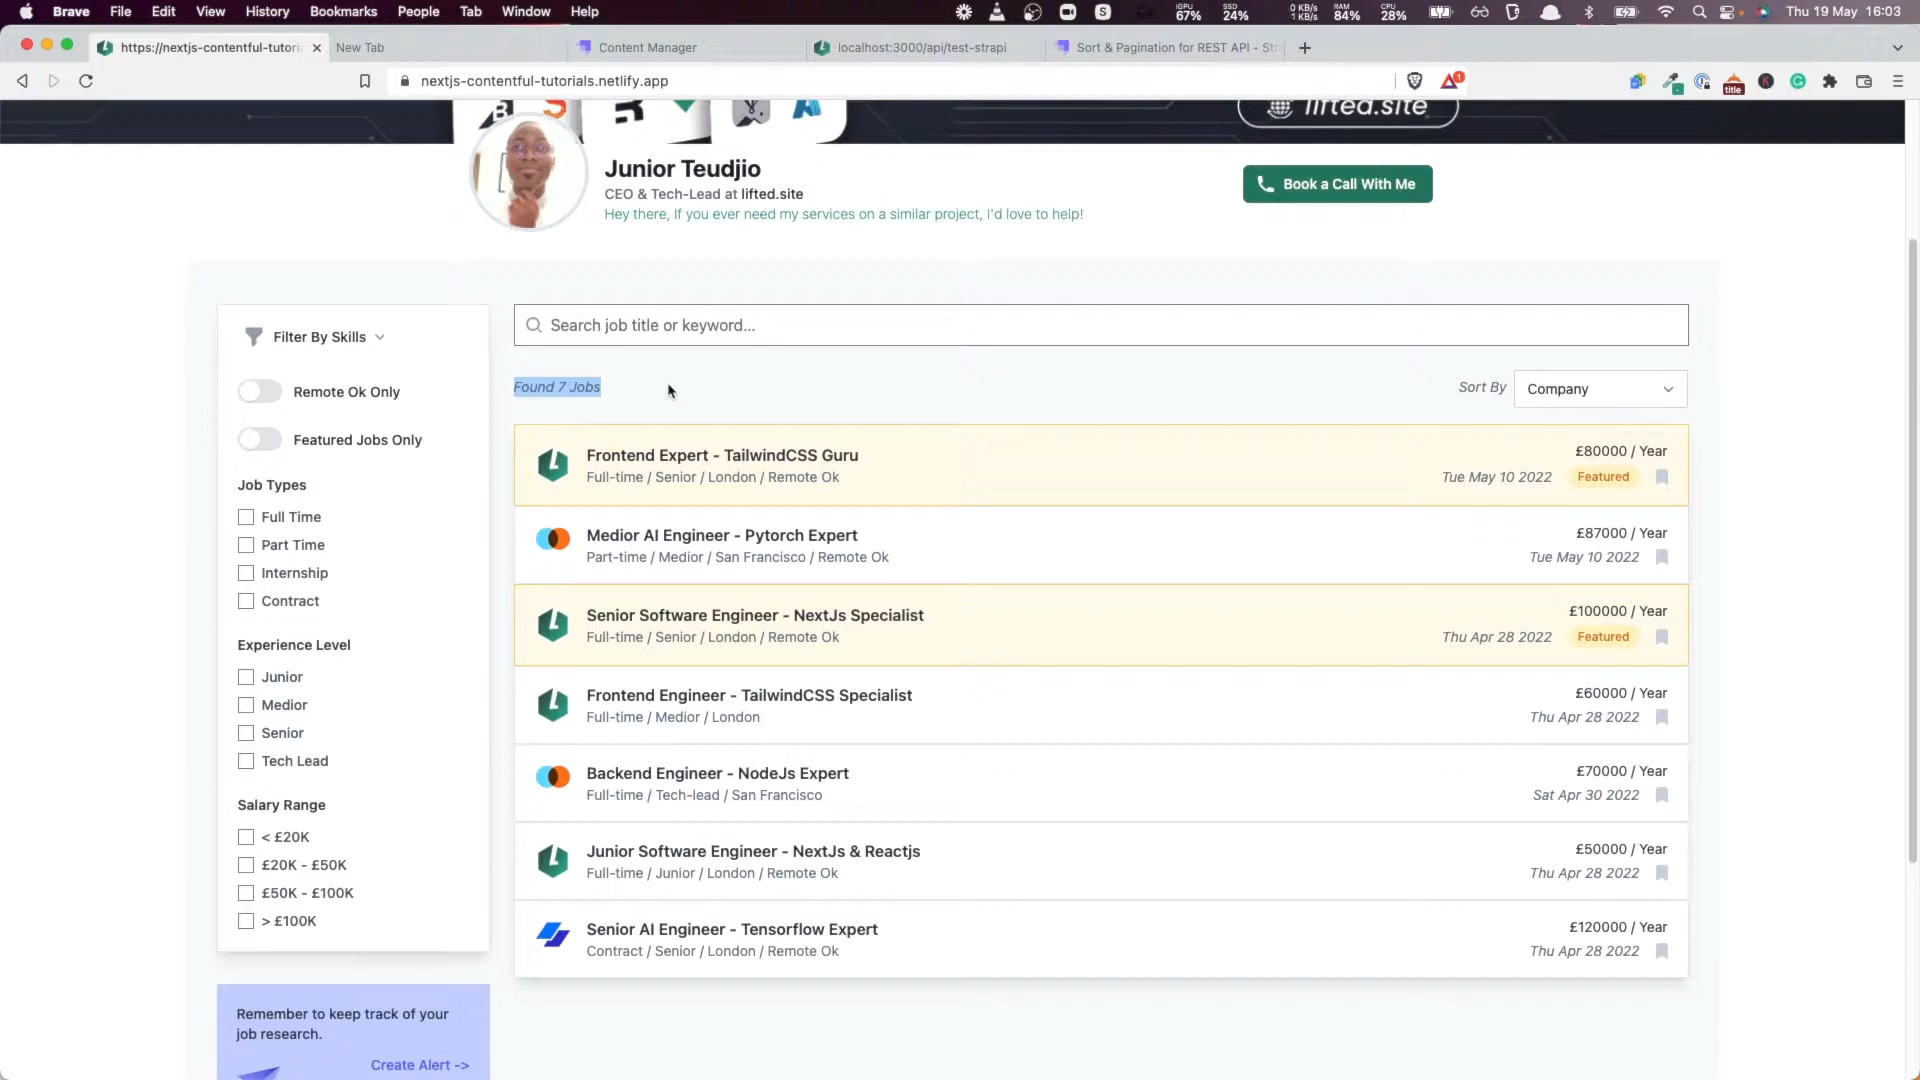 Brave File Edit View History Bookmarks People Tab Window Help
iGPU 67% SSD 24% 0 KB/s 1 KB/s RAM 84% CPU 28% Thu 19 May 16:03
https://nextjs-contentful-tutoria New Tab Content Manager localhost:3000/api/test-strapi Sort & Pagination for REST API - St
nextjs-contentful-tutorials.netlify.app
1
title
lifted.site
Junior Teudjio
CEO & Tech-Lead at lifted.site
Hey there, If you ever need my services on a similar project, I'd love to help!
Book a Call With Me
Filter By Skills
Remote Ok Only
Featured Jobs Only
Job Types
Full Time
Part Time
Internship
Contract
Experience Level
Junior
Medior
Senior
Tech Lead
Salary Range
< £20K
£20K - £50K
£50K - £100K
> £100K
Remember to keep track of your
job research.
Create Alert ->
Search job title or keyword...
Found 7 Jobs
Sort By Company
Frontend Expert - TailwindCSS Guru
Full-time / Senior / London / Remote Ok
£80000 / Year
Tue May 10 2022 Featured
Medior AI Engineer - Pytorch Expert
Part-time / Medior / San Francisco / Remote Ok
£87000 / Year
Tue May 10 2022
Senior Software Engineer - NextJs Specialist
Full-time / Senior / London / Remote Ok
£100000 / Year
Thu Apr 28 2022 Featured
Frontend Engineer - TailwindCSS Specialist
Full-time / Medior / London
£60000 / Year
Thu Apr 28 2022
Backend Engineer - NodeJs Expert
Full-time / Tech-lead / San Francisco
£70000 / Year
Sat Apr 30 2022
Junior Software Engineer - NextJs & Reactjs
Full-time / Junior / London / Remote Ok
£50000 / Year
Thu Apr 28 2022
Senior AI Engineer - Tensorflow Expert
Contract / Senior / London / Remote Ok
£120000 / Year
Thu Apr 28 2022